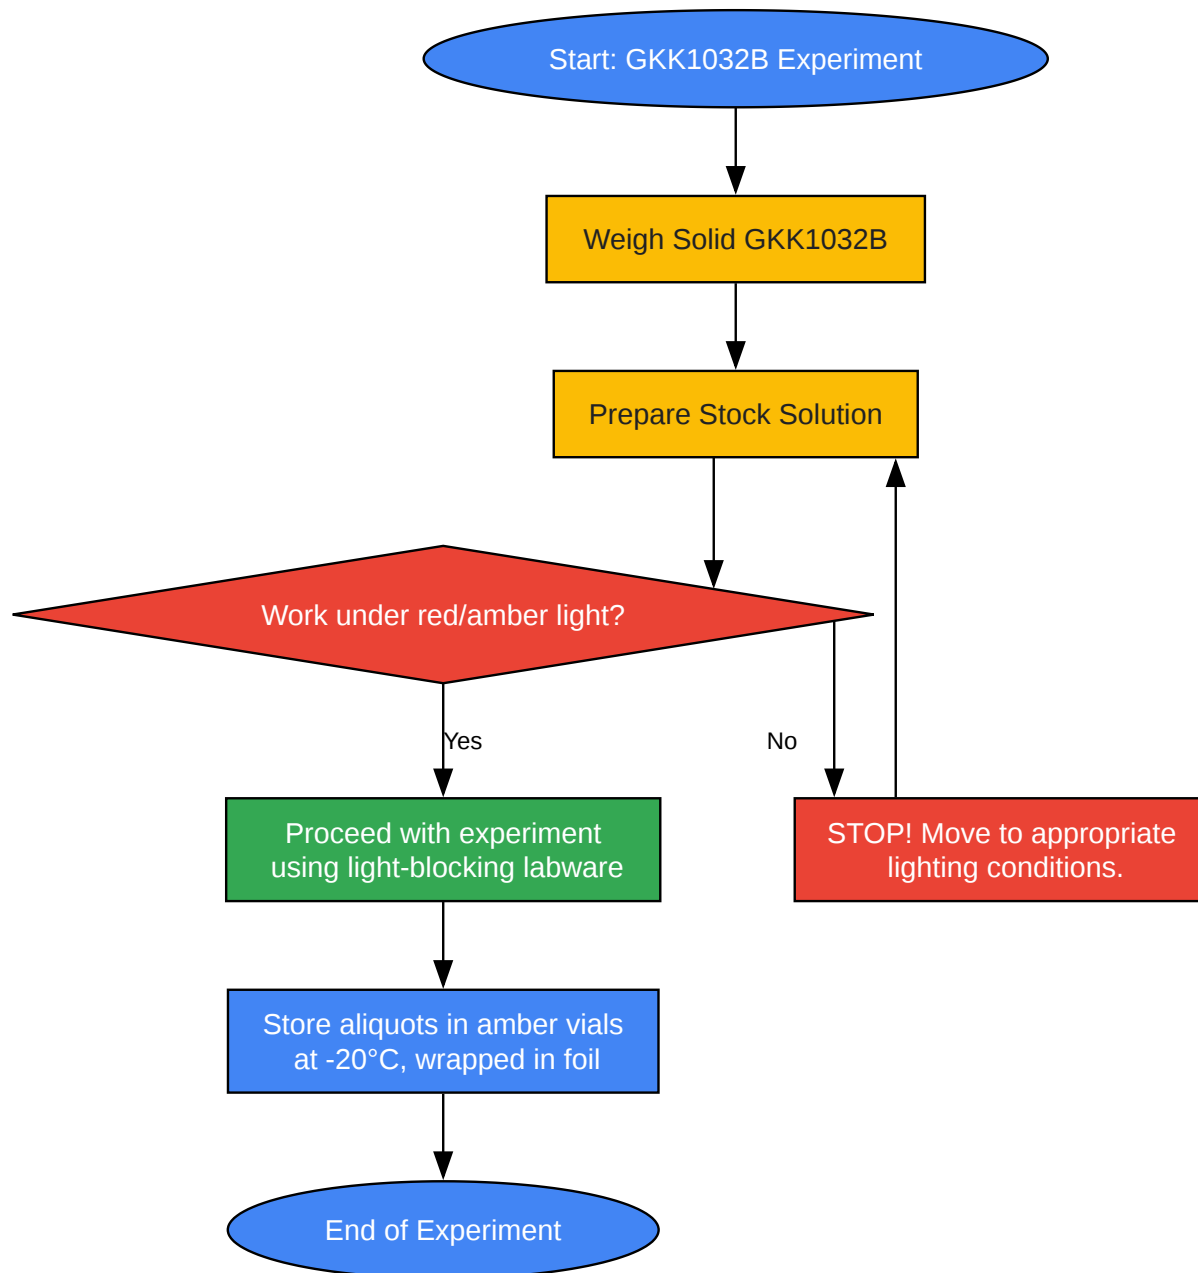 Start: GKK1032B Experiment
Weigh Solid GKK1032B
Prepare Stock Solution
Work under red/amber light?
Yes
No
Proceed with experiment
using light-blocking labware
STOP! Move to appropriate
lighting conditions.
Store aliquots in amber vials
at -20°C, wrapped in foil
End of Experiment